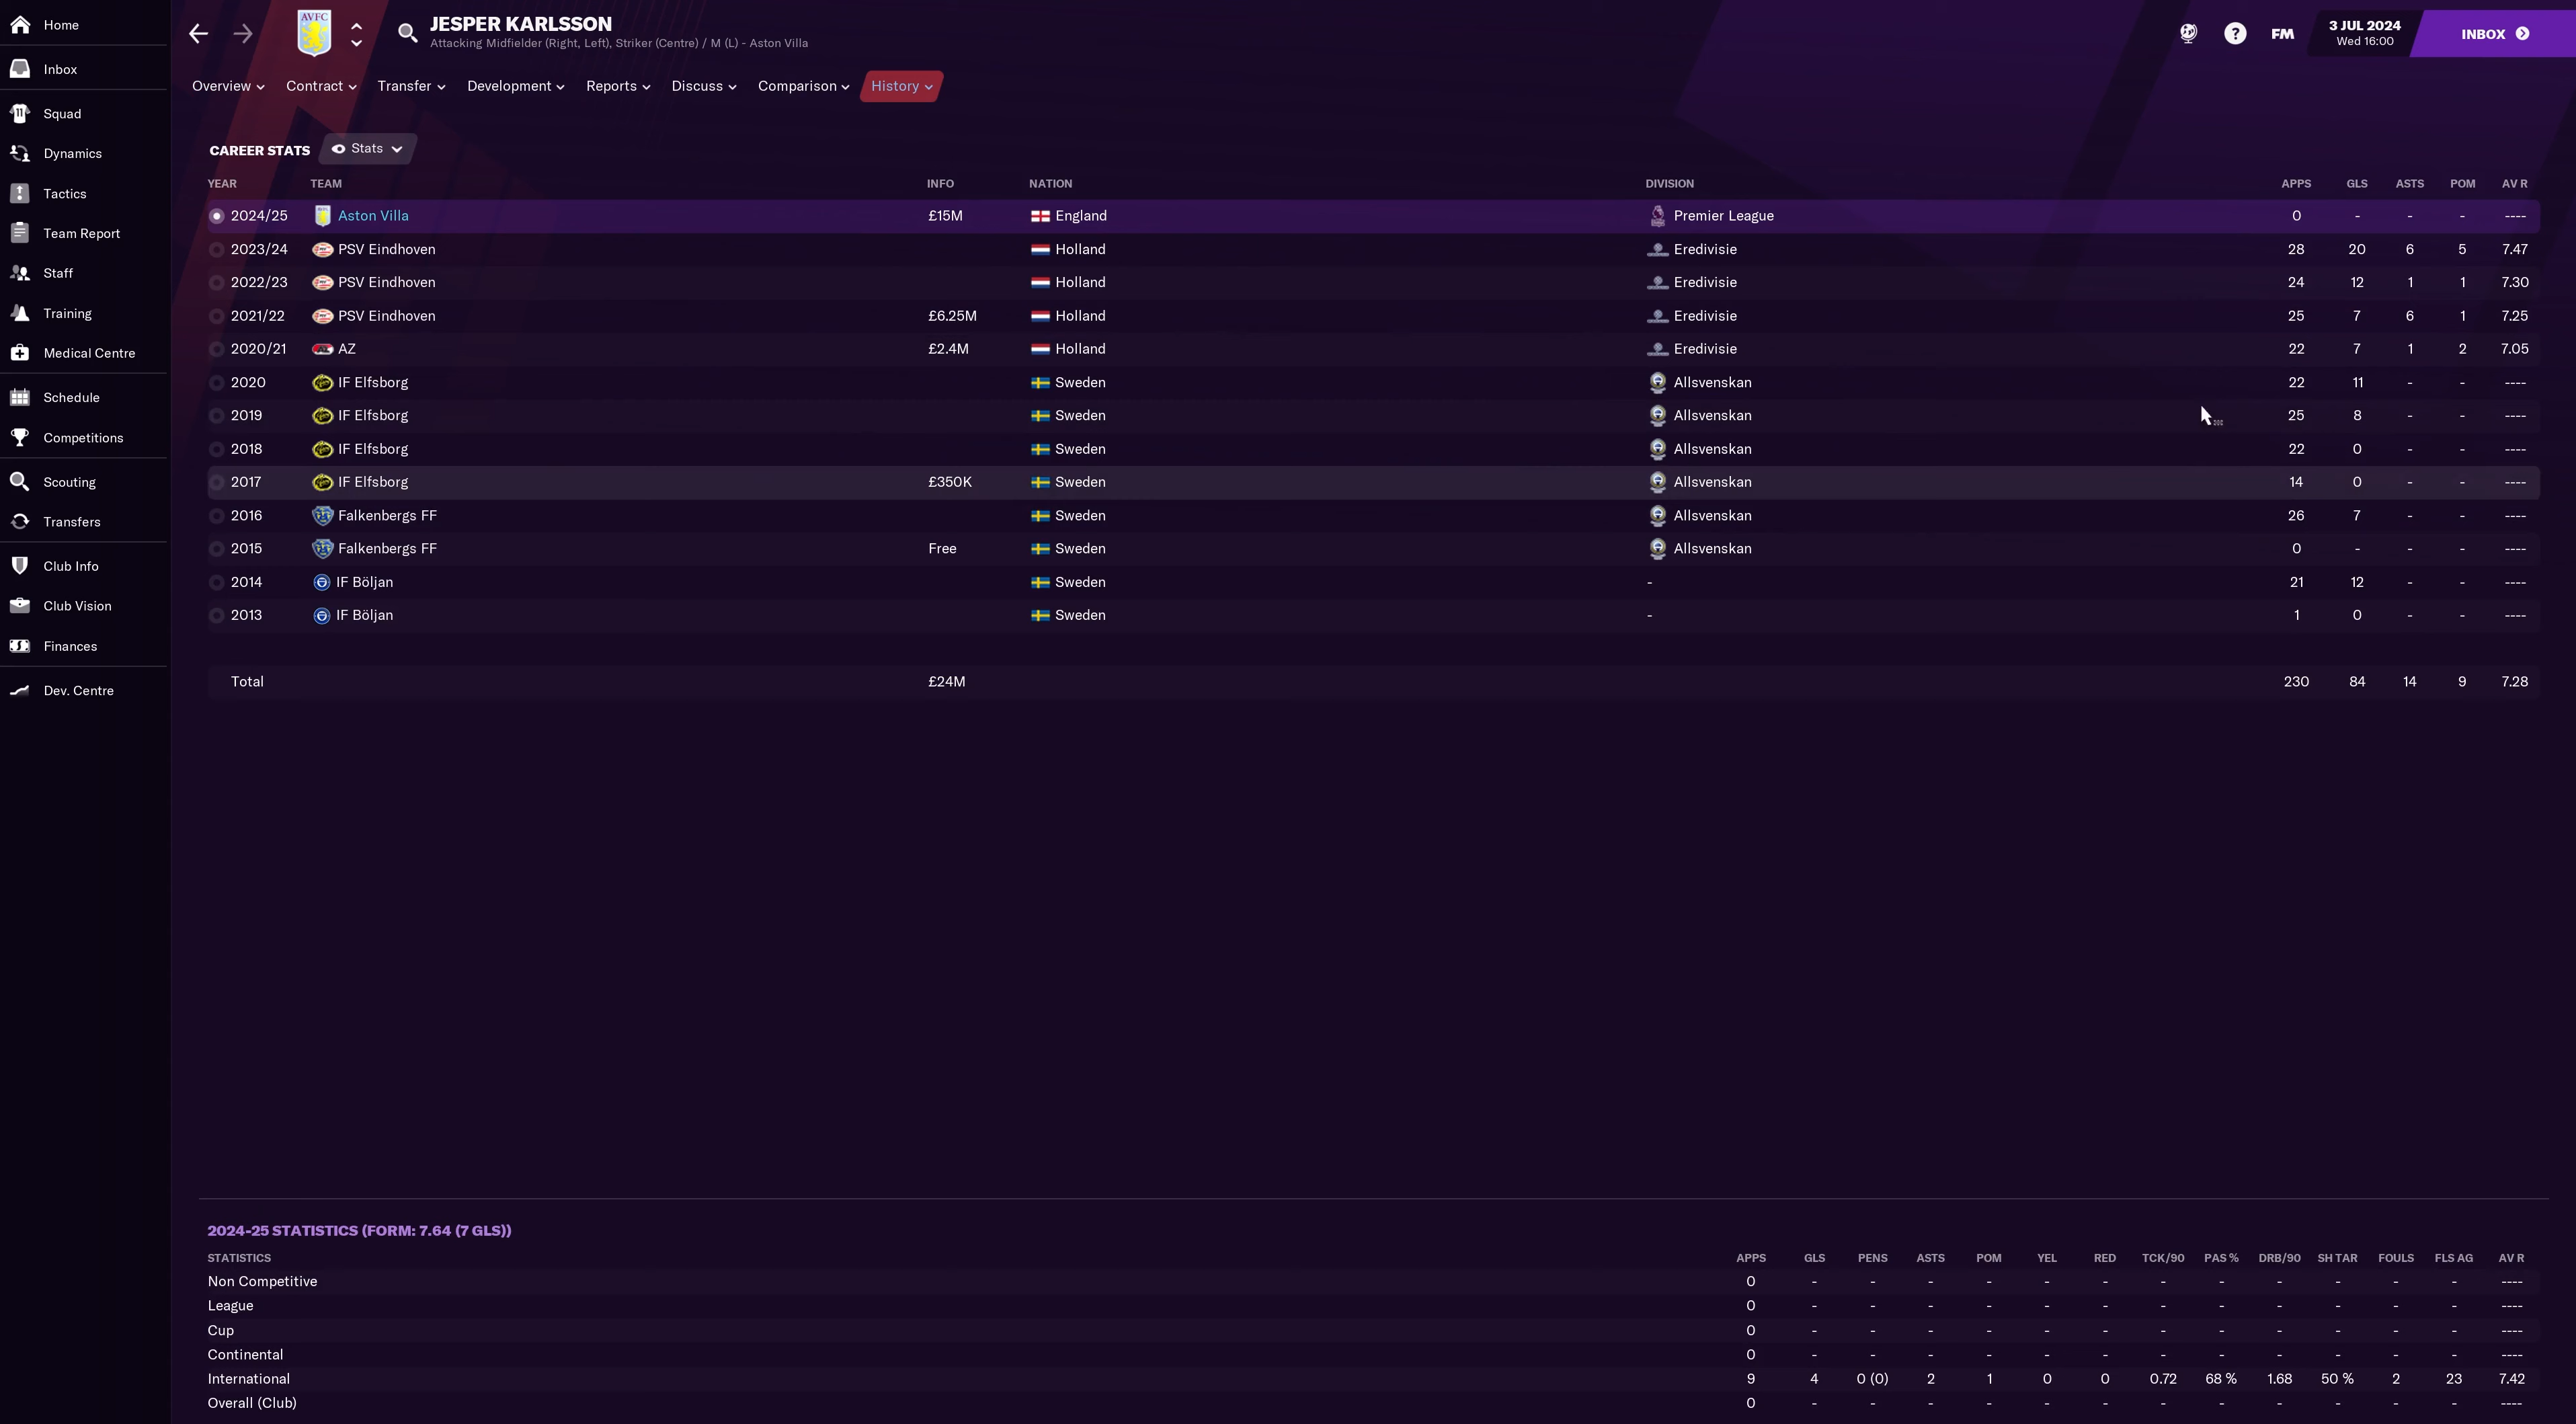 Home
Inbox
Squad
Dynamics
Tactics
Team Report
Staff
Training
Medical Centre
Schedule
Competitions
Scouting
Transfers
Club Info
Club Vision
Finances
Dev. Centre
AVFC
JESPER KARLSSON
Attacking Midfielder (Right, Left), Striker (Centre) / M (L) - Aston Villa
FM
3 JUL 2024
Wed 16:00
INBOX
Overview Contract Transfer Development Reports Discuss Comparison History
CAREER STATS Stats
YEAR TEAM INFO NATION DIVISION APPS GLS ASTS POM AV R
2024/25 Aston Villa £15M England Premier League 0 - - - ----
2023/24 PSV Eindhoven Holland Eredivisie 28 20 6 5 7.47
2022/23 PSV Eindhoven Holland Eredivisie 24 12 1 1 7.30
2021/22 PSV Eindhoven £6.25M Holland Eredivisie 25 7 6 1 7.25
2020/21 AZ £2.4M Holland Eredivisie 22 7 1 2 7.05
2020 IF Elfsborg Sweden Allsvenskan 22 11 - - ----
2019 IF Elfsborg Sweden Allsvenskan 25 8 - - ----
2018 IF Elfsborg Sweden Allsvenskan 22 0 - - ----
2017 IF Elfsborg £350K Sweden Allsvenskan 14 0 - - ----
2016 Falkenbergs FF Sweden Allsvenskan 26 7 - - ----
2015 Falkenbergs FF Free Sweden Allsvenskan 0 - - - ----
2014 IF Böljan Sweden - 21 12 - - ----
2013 IF Böljan Sweden - 1 0 - - ----
Total £24M 230 84 14 9 7.28
2024-25 STATISTICS (FORM: 7.64 (7 GLS))
STATISTICS APPS GLS PENS ASTS POM YEL RED TCK/90 PAS % DRB/90 SH TAR FOULS FLS AG AV R
Non Competitive 0 - - - - - - - - - - - - ----
League 0 - - - - - - - - - - - - ----
Cup 0 - - - - - - - - - - - - ----
Continental 0 - - - - - - - - - - - - ----
International 9 4 0 (0) 2 1 0 0 0.72 68 % 1.68 50 % 2 23 7.42
Overall (Club) 0 - - - - - - - - - - - - ----